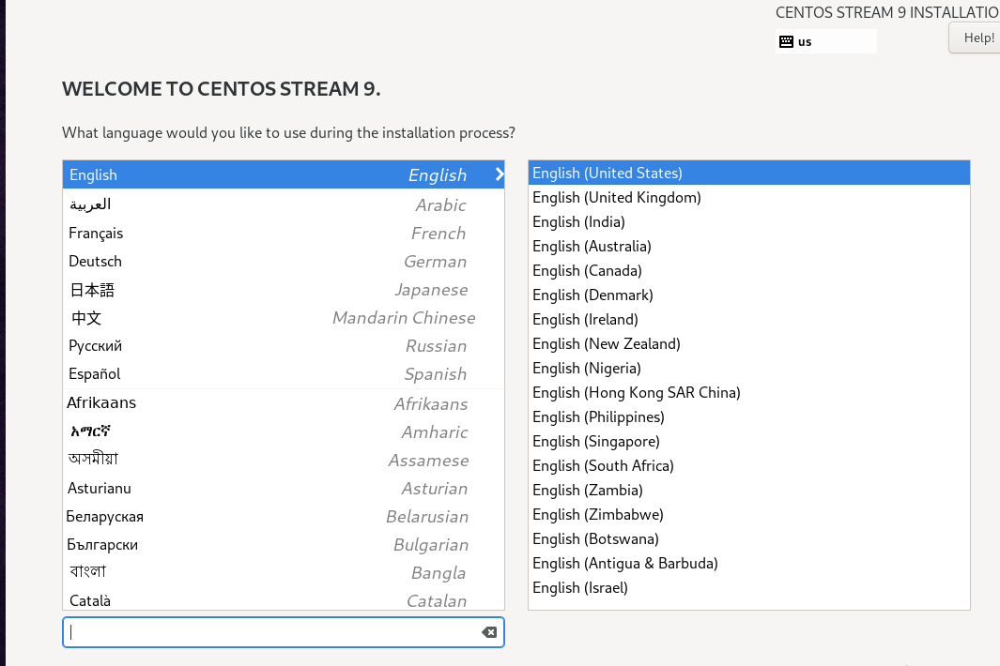 CENTOS STREAM 9 INSTALLATIO
us
Help!
WELCOME TO CENTOS STREAM 9.
What language would you like to use during the installation process?
English English
العربية Arabic
Français French
Deutsch German
日本語 Japanese
中文 Mandarin Chinese
Русский Russian
Español Spanish
Afrikaans Afrikaans
አማርኛ Amharic
অসমীয়া Assamese
Asturianu Asturian
Беларуская Belarusian
Български Bulgarian
বাংলা Bangla
Català Catalan
English (United States)
English (United Kingdom)
English (India)
English (Australia)
English (Canada)
English (Denmark)
English (Ireland)
English (New Zealand)
English (Nigeria)
English (Hong Kong SAR China)
English (Philippines)
English (Singapore)
English (South Africa)
English (Zambia)
English (Zimbabwe)
English (Botswana)
English (Antigua & Barbuda)
English (Israel)